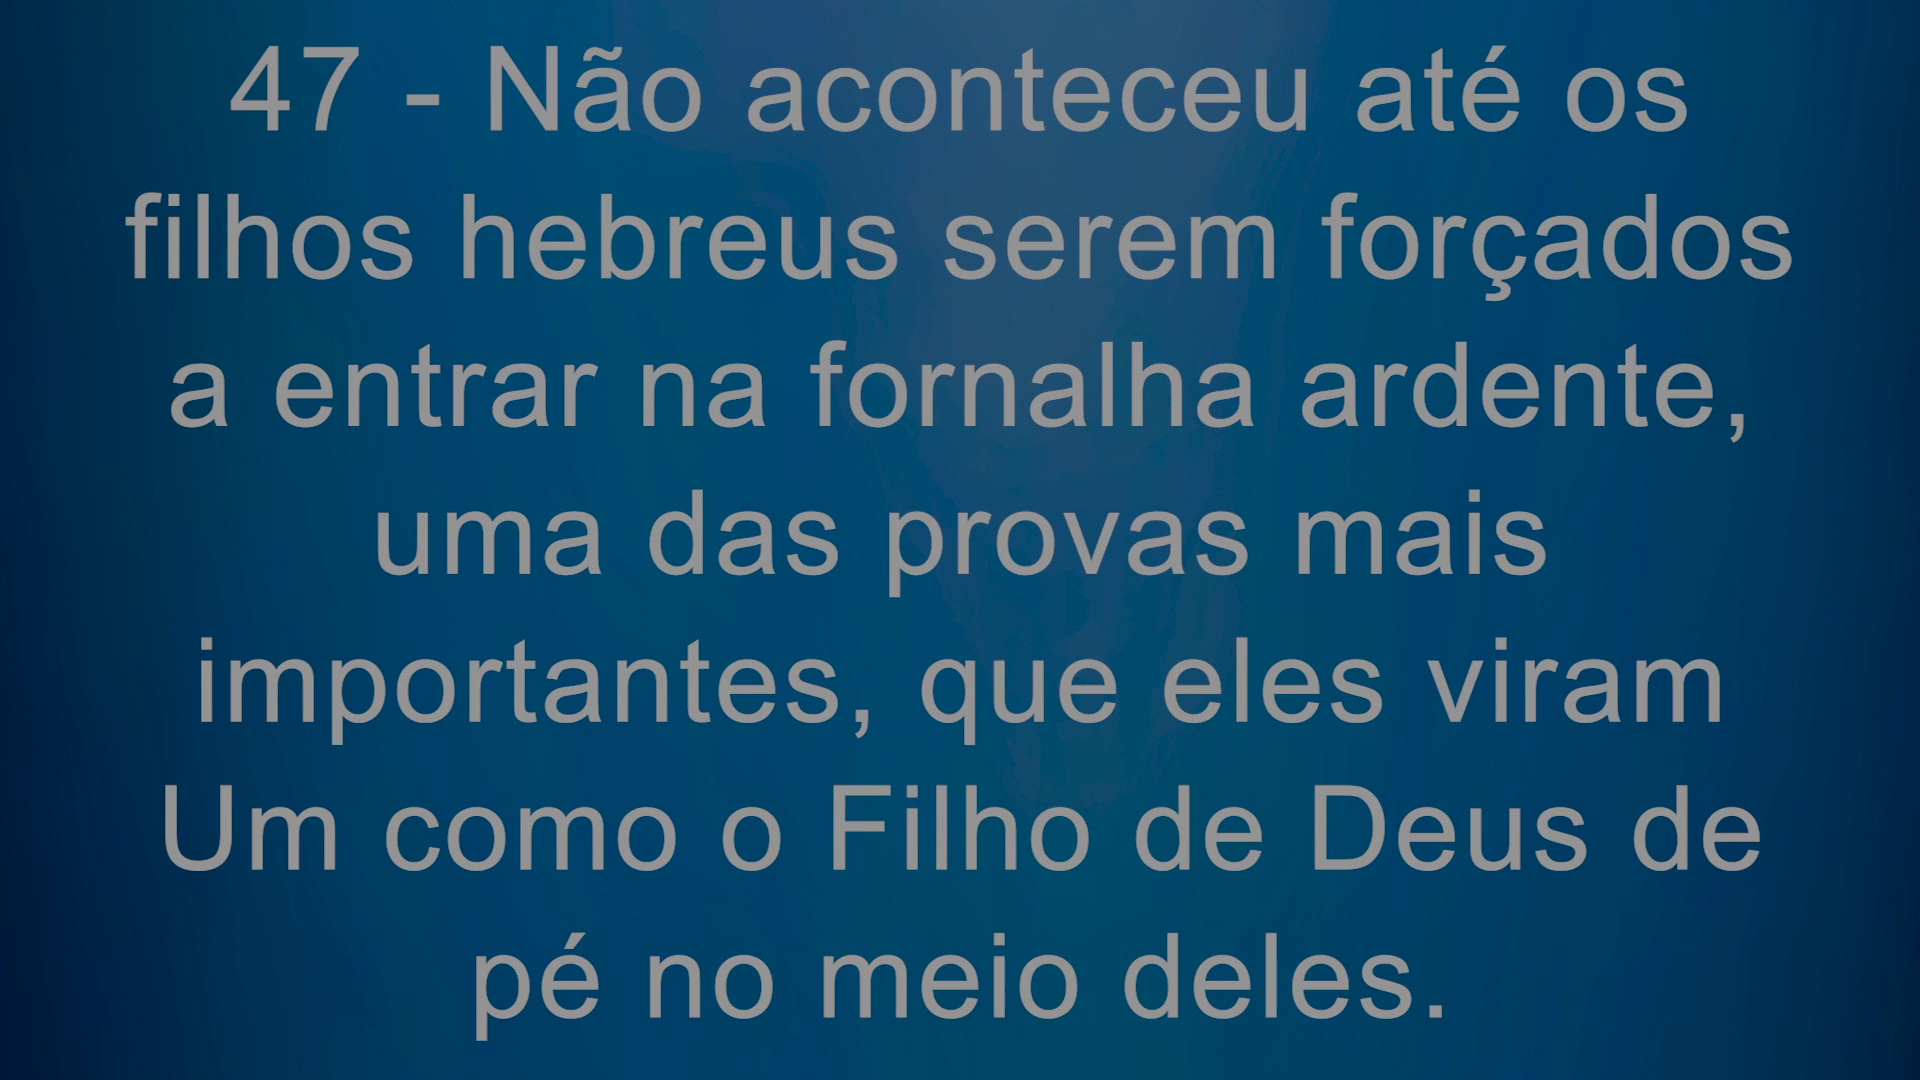 47 - Não aconteceu até os
filhos hebreus serem forçados
a entrar na fornalha ardente,
uma das provas mais
importantes, que eles viram
Um como o Filho de Deus de
pé no meio deles.